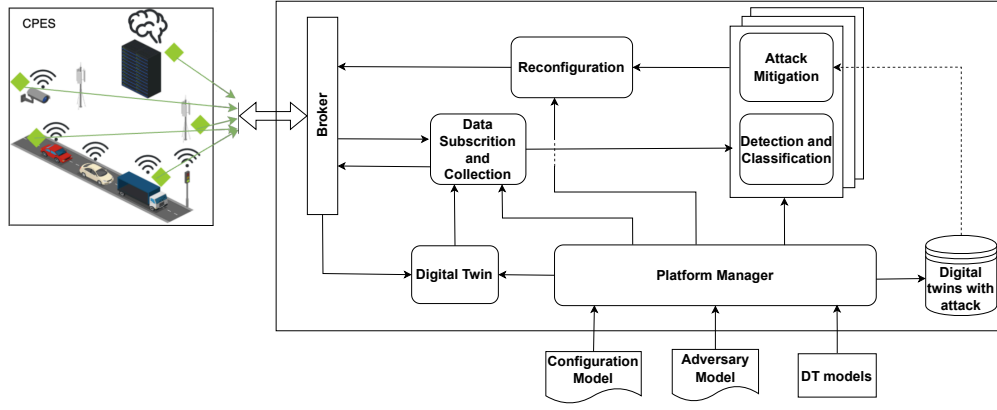 CPES
Broker
Reconfiguration
Attack
Mitigation
Data
Subscrition
and
Collection
Detection and
Classification
Digital Twin
Platform Manager
Digital
twins with
attack
Configuration
Model
Adversary
Model
DT models